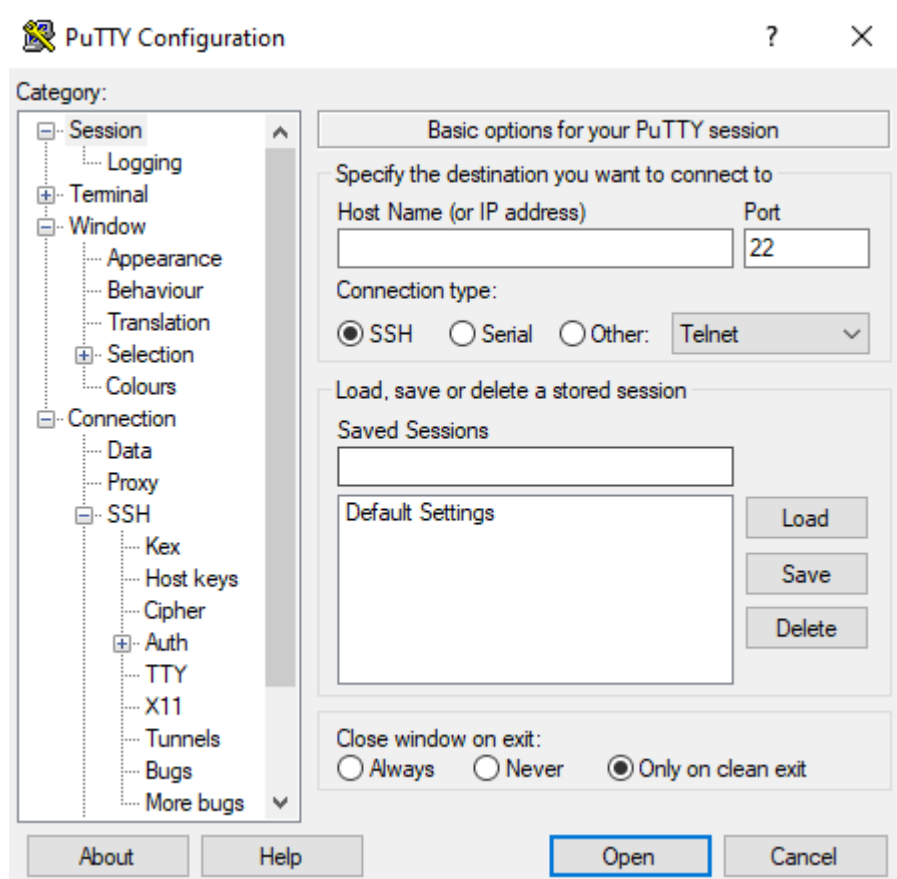 PuTTY Configuration
?
Category:
Session
Logging
Terminal
Window
Appearance
Behaviour
Translation
Selection
Colours
Connection
Data
Proxy
SSH
Kex
Host keys
Cipher
Auth
TTY
X11
Tunnels
Bugs
More bugs
Basic options for your PuTTY session
Specify the destination you want to connect to
Host Name (or IP address) Port
22
Connection type:
SSH Serial Other: Telnet
Load, save or delete a stored session
Saved Sessions
Default Settings
Load
Save
Delete
Close window on exit:
Always Never Only on clean exit
About Help Open Cancel